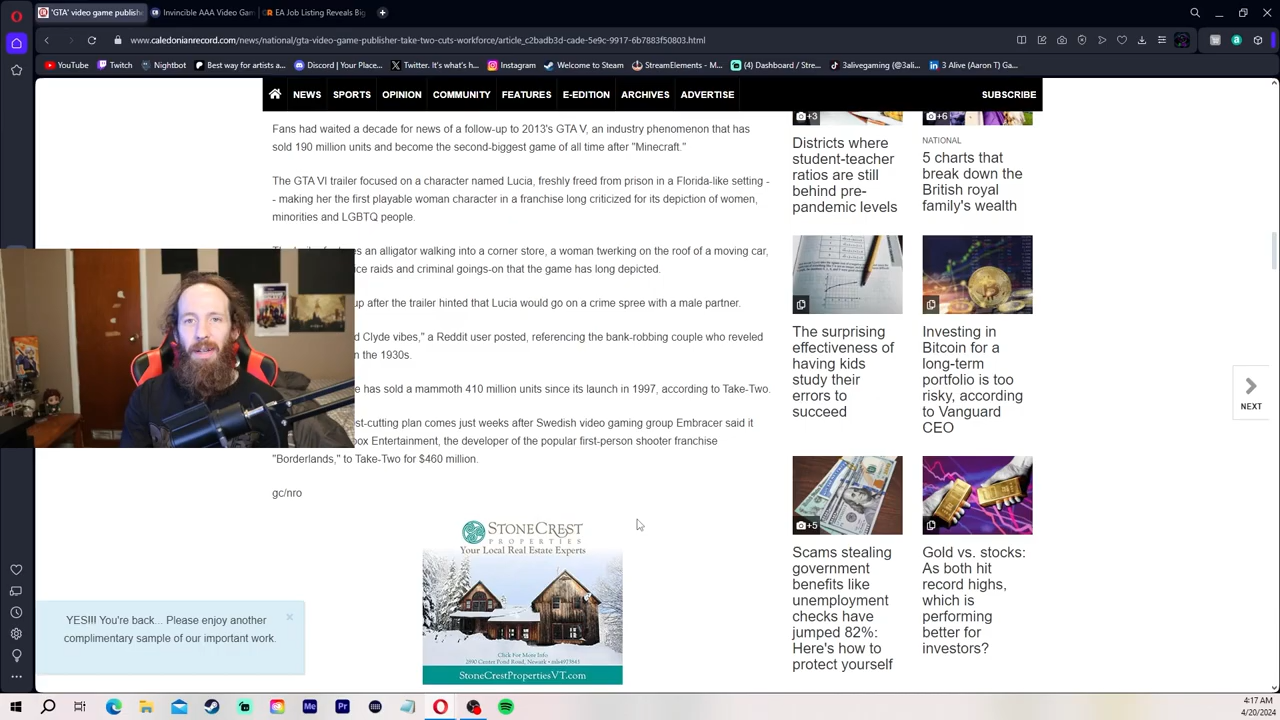 'GTA' video game publish
Invincible AAA Video Gam
EA Job Listing Reveals Big
www.caledonianrecord.com/news/national/gta-video-game-publisher-take-two-cuts-workforce/article_c2badb3d-cade-5e9c-9917-6b7883f50803.html
YouTube
Twitch
Nightbot
Best way for artists a...
Discord | Your Place...
Twitter. It's what's h...
Instagram
Welcome to Steam
StreamElements - M...
(4) Dashboard / Stre...
3alivegaming (@3ali...
3 Alive (Aaron T) Ga...
NEWS
SPORTS
OPINION
COMMUNITY
FEATURES
E-EDITION
ARCHIVES
ADVERTISE
SUBSCRIBE
Fans had waited a decade for news of a follow-up to 2013's GTA V, an industry phenomenon that has
sold 190 million units and become the second-biggest game of all time after "Minecraft."
The GTA VI trailer focused on a character named Lucia, freshly freed from prison in a Florida-like setting -
- making her the first playable woman character in a franchise long criticized for its depiction of women,
minorities and LGBTQ people.
an alligator walking into a corner store, a woman twerking on the roof of a moving car,
ice raids and criminal goings-on that the game has long depicted.
up after the trailer hinted that Lucia would go on a crime spree with a male partner.
d Clyde vibes," a Reddit user posted, referencing the bank-robbing couple who reveled
n the 1930s.
e has sold a mammoth 410 million units since its launch in 1997, according to Take-Two.
st-cutting plan comes just weeks after Swedish video gaming group Embracer said it
box Entertainment, the developer of the popular first-person shooter franchise
"Borderlands," to Take-Two for $460 million.
gc/nro
STONECREST
PROPERTIES
Your Local Real Estate Experts
Click For More Info
StoneCrestPropertiesVT.com
+3
Districts where
student-teacher
ratios are still
behind pre-
pandemic levels
+6
NATIONAL
5 charts that
break down the
British royal
family's wealth
The surprising
effectiveness of
having kids
study their
errors to
succeed
Investing in
Bitcoin for a
long-term
portfolio is too
risky, according
to Vanguard
CEO
+5
Scams stealing
government
benefits like
unemployment
checks have
jumped 82%:
Here's how to
protect yourself
Gold vs. stocks:
As both hit
record highs,
which is
performing
better for
investors?
NEXT
YES!!! You're back... Please enjoy another
complimentary sample of our important work.
×
4:17 AM
4/20/2024